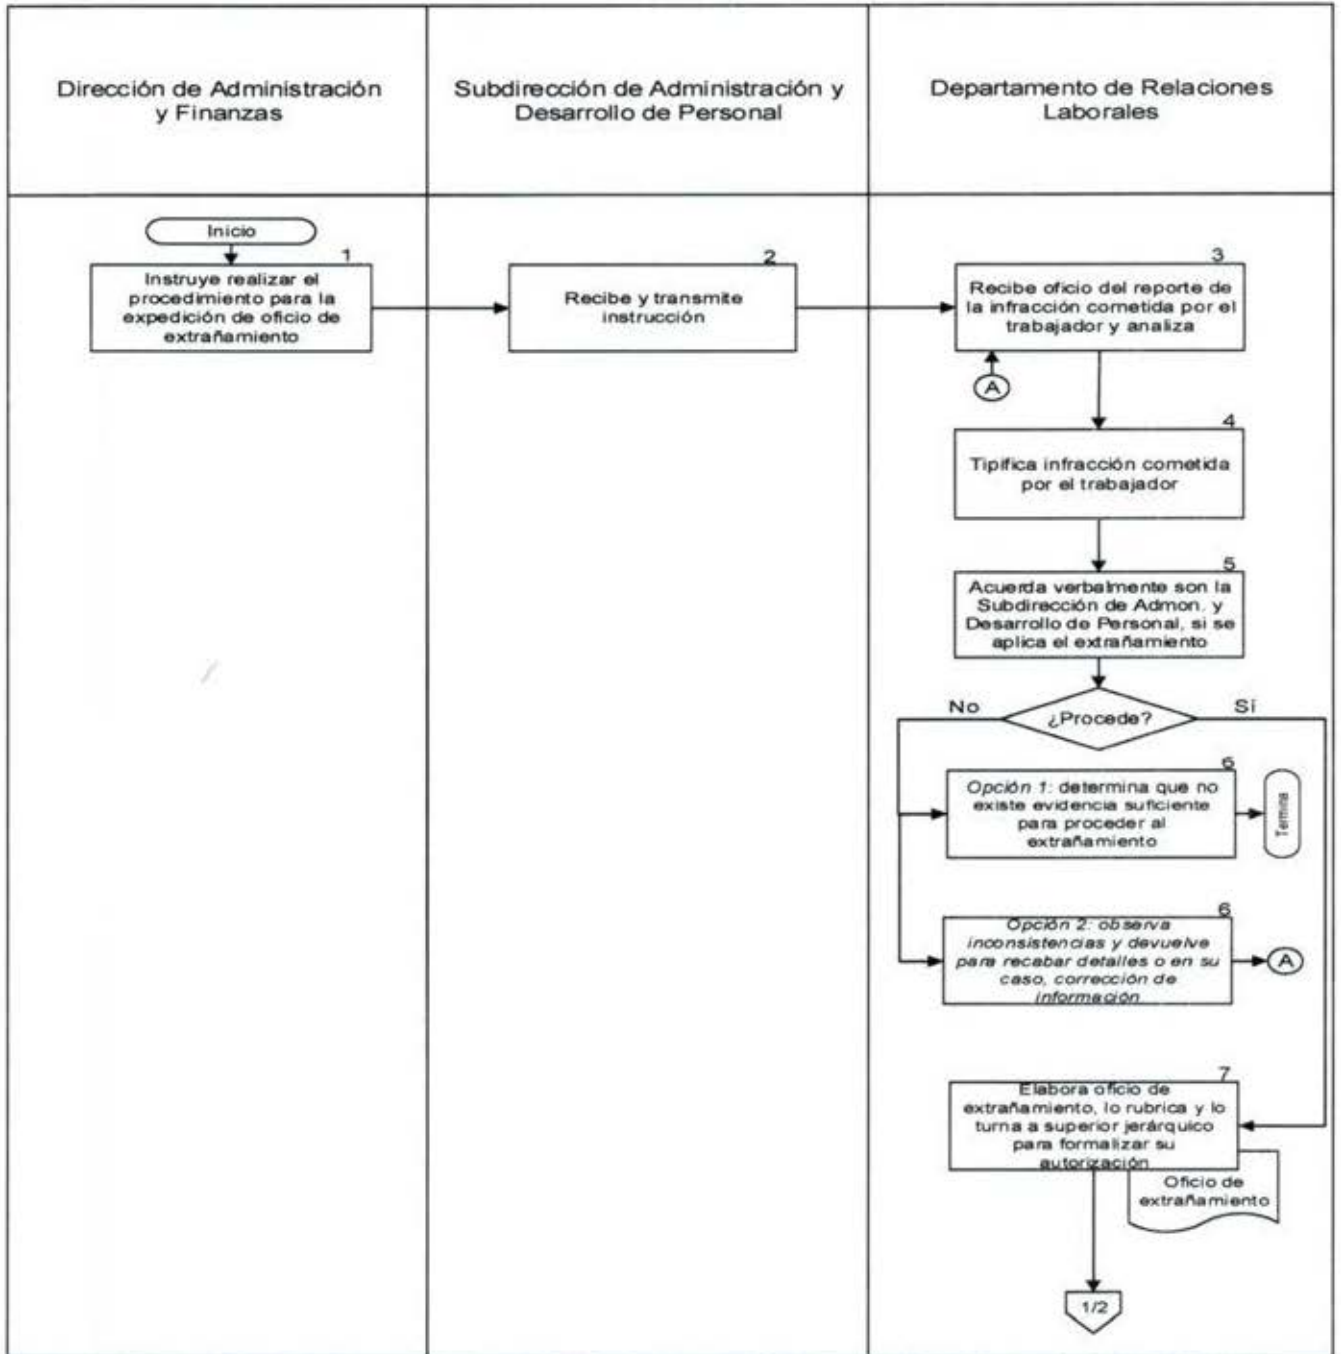 Dirección de Administración
y Finanzas
Subdirección de Administración y
Desarrollo de Personal
Departamento de Relaciones
Laborales
Inicio
1
Instruye realizar el
procedimiento para la
expedición de oficio de
extrañamiento
2
Recibe y transmite
instrucción
3
Recibe oficio del reporte de
la infracción cometida por el
trabajador y analiza
A
4
Tipifica infracción cometida
por el trabajador
5
Acuerda verbalmente son la
Subdirección de Admon. y
Desarrollo de Personal, si se
aplica el extrañamiento
No
¿Procede?
Sí
6
Opción 1: determina que no
existe evidencia suficiente
para proceder al
extrañamiento
Termina
6
Opción 2: observa
inconsistencias y devuelve
para recabar detalles o en su
caso, corrección de
información
A
7
Elabora oficio de
extrañamiento, lo rubrica y lo
turna a superior jerárquico
para formalizar su
autorización
Oficio de
extrañamiento
1/2